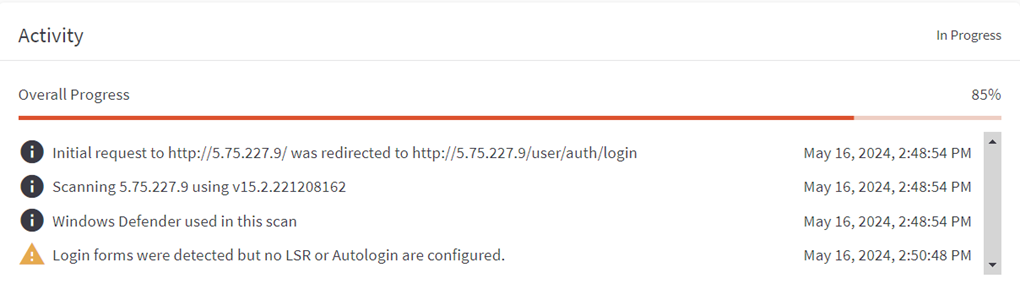 Activity
In Progress
Overall Progress
85%
Initial request to http://5.75.227.9/ was redirected to http://5.75.227.9/user/auth/login May 16, 2024, 2:48:54 PM
Scanning 5.75.227.9 using v15.2.221208162 May 16, 2024, 2:48:54 PM
Windows Defender used in this scan May 16, 2024, 2:48:54 PM
Login forms were detected but no LSR or Autologin are configured. May 16, 2024, 2:50:48 PM